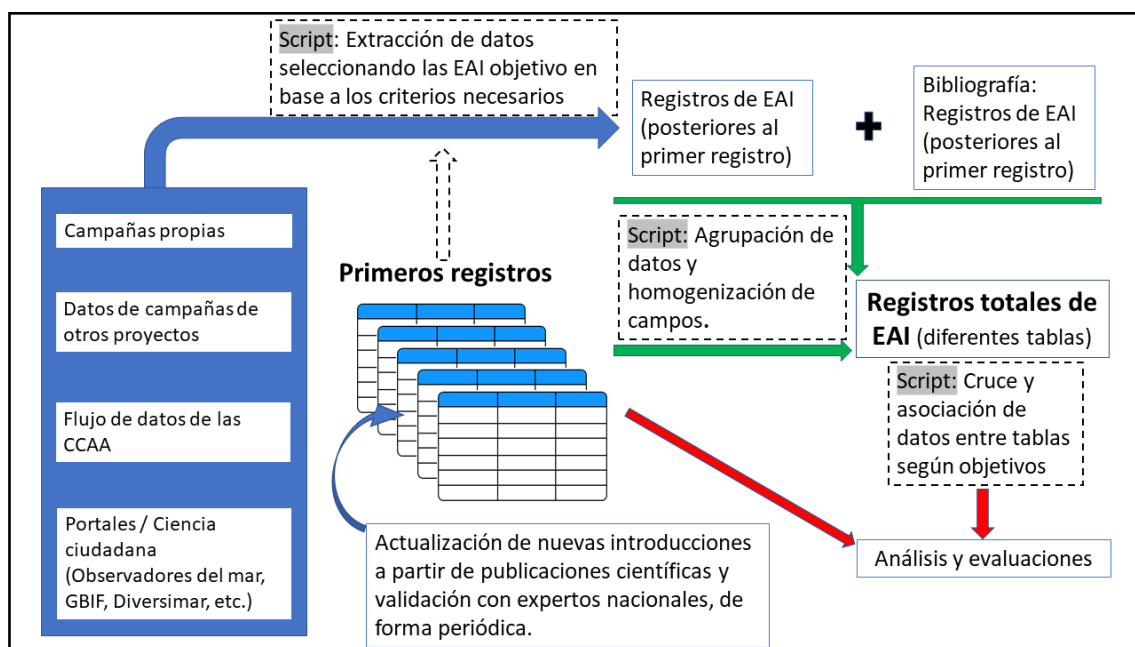 Script: Extracción de datos
seleccionando las EAI objetivo en
base a los criterios necesarios
Registros de EAI
(posteriores al
primer registro)
Bibliografía:
Registros de EAI
(posteriores al
primer registro)
Campañas propias
Datos de campañas de
otros proyectos
Flujo de datos de las
CCAA
Portales / Ciencia
ciudadana
(Observadores del mar,
GBIF, Diversimar, etc.)
Primeros registros
Script: Agrupación de
datos y
homogenización de
campos.
Registros totales de
EAI (diferentes tablas)
Script: Cruce y
asociación de
datos entre tablas
según objetivos
Actualización de nuevas introducciones
a partir de publicaciones científicas y
validación con expertos nacionales, de
forma periódica.
Análisis y evaluaciones